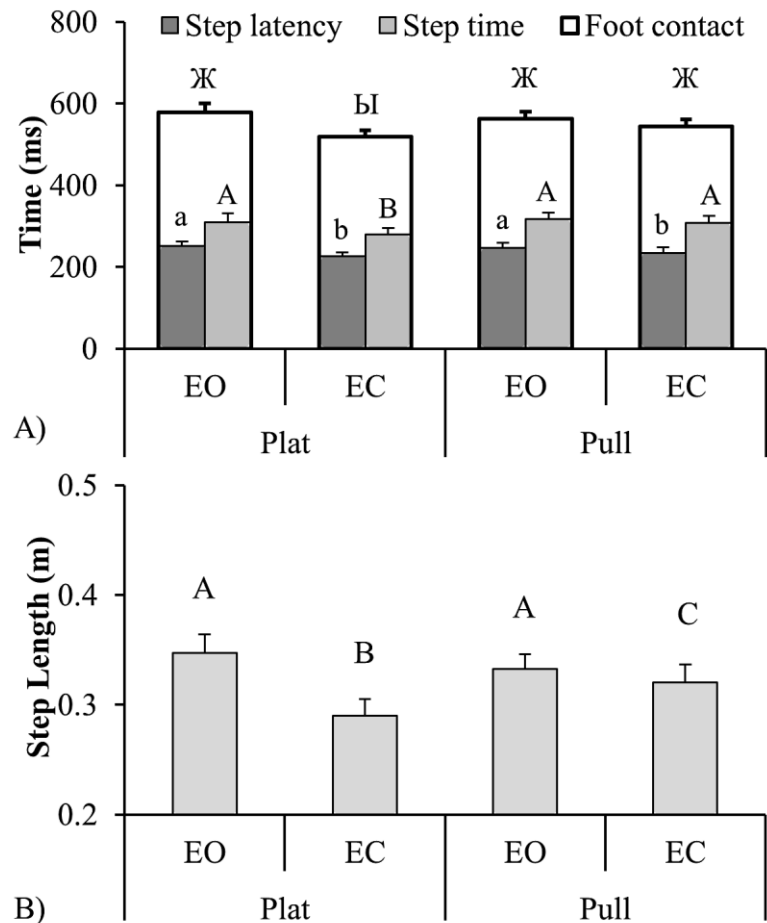 800
Step latency Step time Foot contact
Ж Ы Ж Ж
600
Time (ms)
400
a A b B a A b A
200
0
EO EC EO EC
A) Plat Pull
0.5
Step Length (m)
0.4
A B A C
0.3
0.2
EO EC EO EC
B) Plat Pull